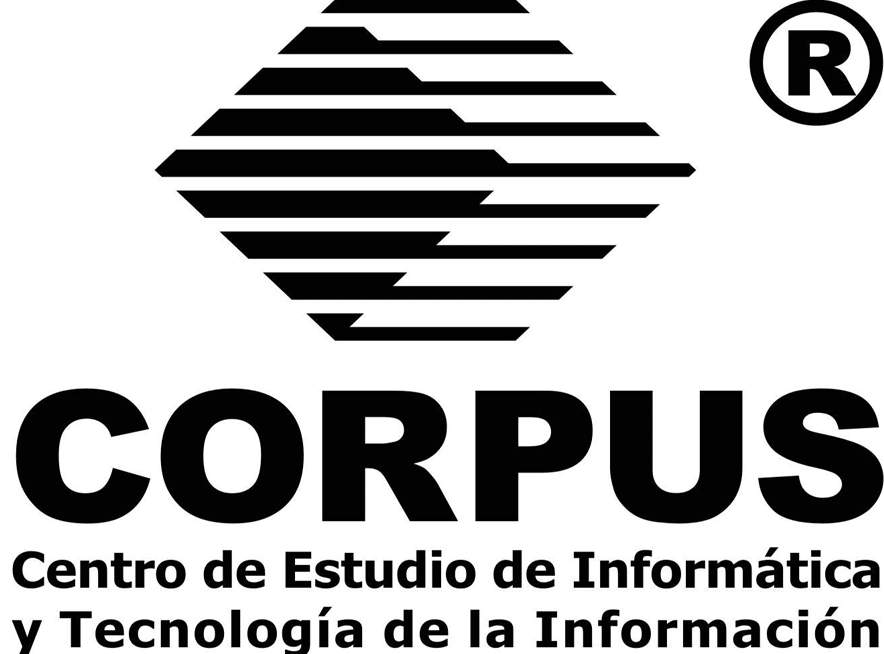 ®
CORPUS
Centro de Estudio de Informática
y Tecnología de la Información